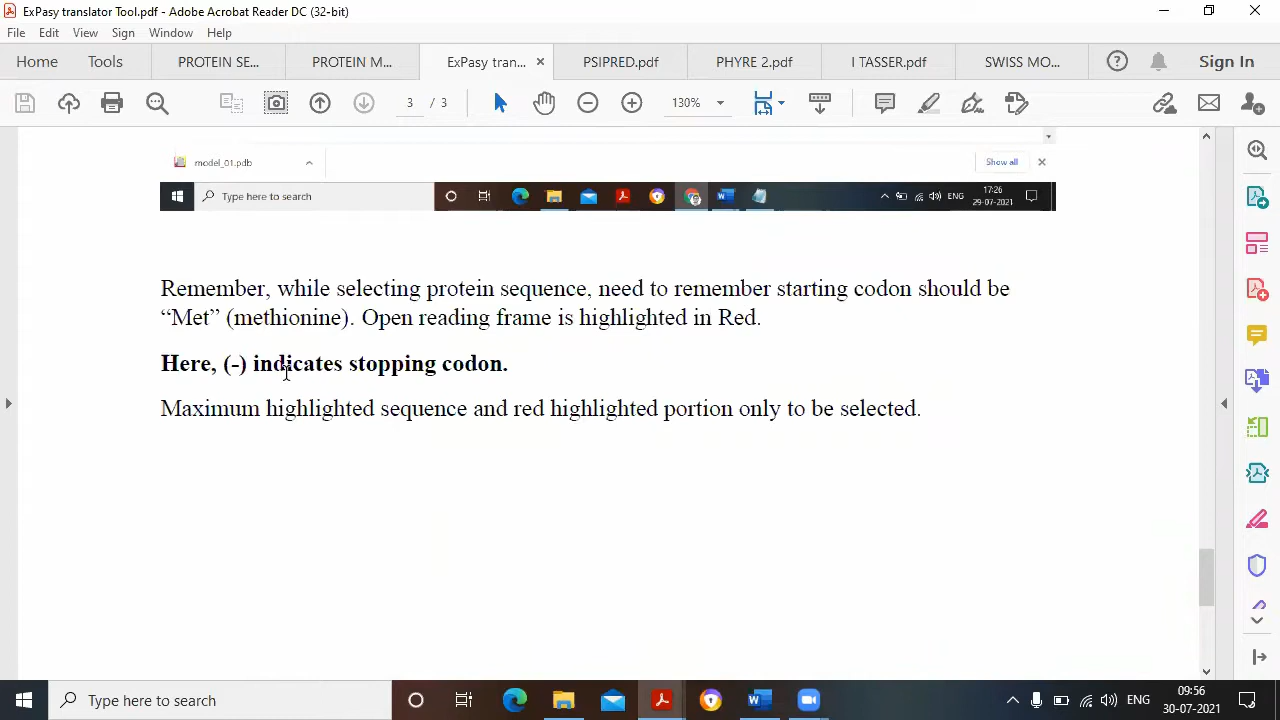 ExPasy translator Tool.pdf - Adobe Acrobat Reader DC (32-bit)
File Edit View Sign Window Help
Home Tools PROTEIN SE... PROTEIN M... ExPasy tran... PSIPRED.pdf PHYRE 2.pdf I TASSER.pdf SWISS MO... Sign In
3 / 3 130%
model_01.pdb Show all
Type here to search ENG 17:26
29-07-2021
Remember, while selecting protein sequence, need to remember starting codon should be
“Met” (methionine). Open reading frame is highlighted in Red.
Here, (-) indicates stopping codon.
Maximum highlighted sequence and red highlighted portion only to be selected.
Type here to search ENG 09:56
30-07-2021